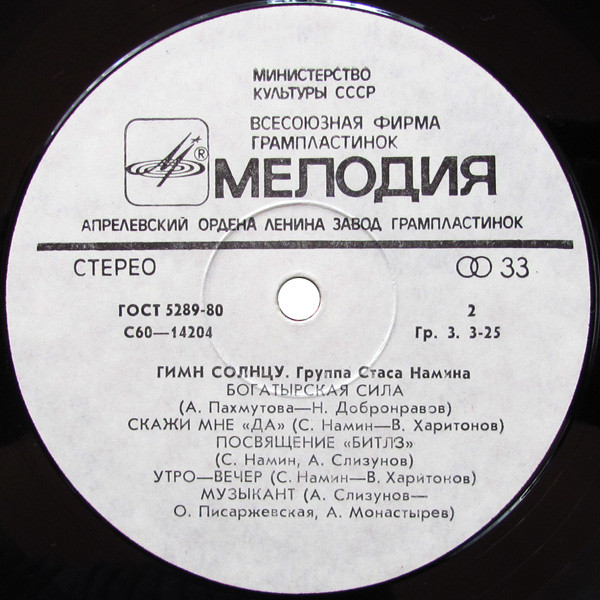 МИНИСТЕРСТВО
КУЛЬТУРЫ СССР
ВСЕСОЮЗНАЯ ФИРМА
ГРАМПЛАСТИНОК
® МЕЛОДИЯ
АПРЕЛЕВСКИЙ ОРДЕНА ЛЕНИНА ЗАВОД ГРАМПЛАСТИНОК
СТЕРЕО 33
ГОСТ 5289-80 2
С60—14204 Гр. 3. 3-25
ГИМН СОЛНЦУ. Группа Стаса Намина
БОГАТЫРСКАЯ СИЛА
(А. Пахмутова—Н. Добронравов)
СКАЖИ МНЕ «ДА» (С. Намин—В. Харитонов)
ПОСВЯЩЕНИЕ «БИТЛЗ»
(С. Намин, А. Слизунов)
УТРО—ВЕЧЕР (С. Намин—В. Харитонов)
МУЗЫКАНТ (А. Слизунов—
О. Писаржевская, А. Монастырев)